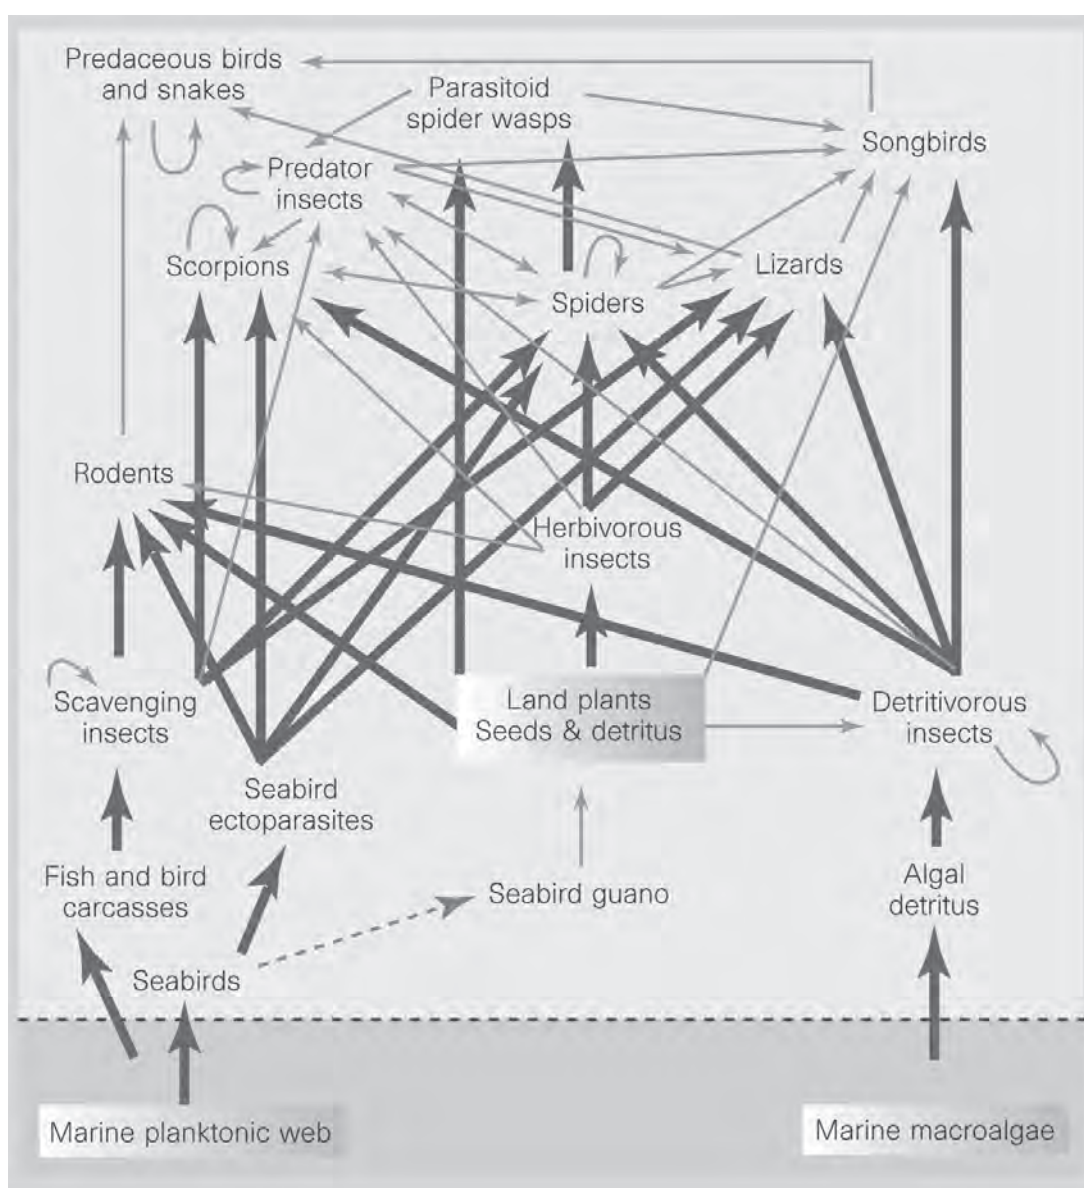 Predaceous birds
and snakes
Parasitoid
spider wasps
Songbirds
Predator
insects
Scorpions
Lizards
Spiders
Rodents
Herbivorous
insects
Scavenging
insects
Land plants
Seeds & detritus
Detritivorous
insects
Seabird
ectoparasites
Fish and bird
carcasses
Seabird guano
Algal
detritus
Seabirds
Marine planktonic web
Marine macroalgae